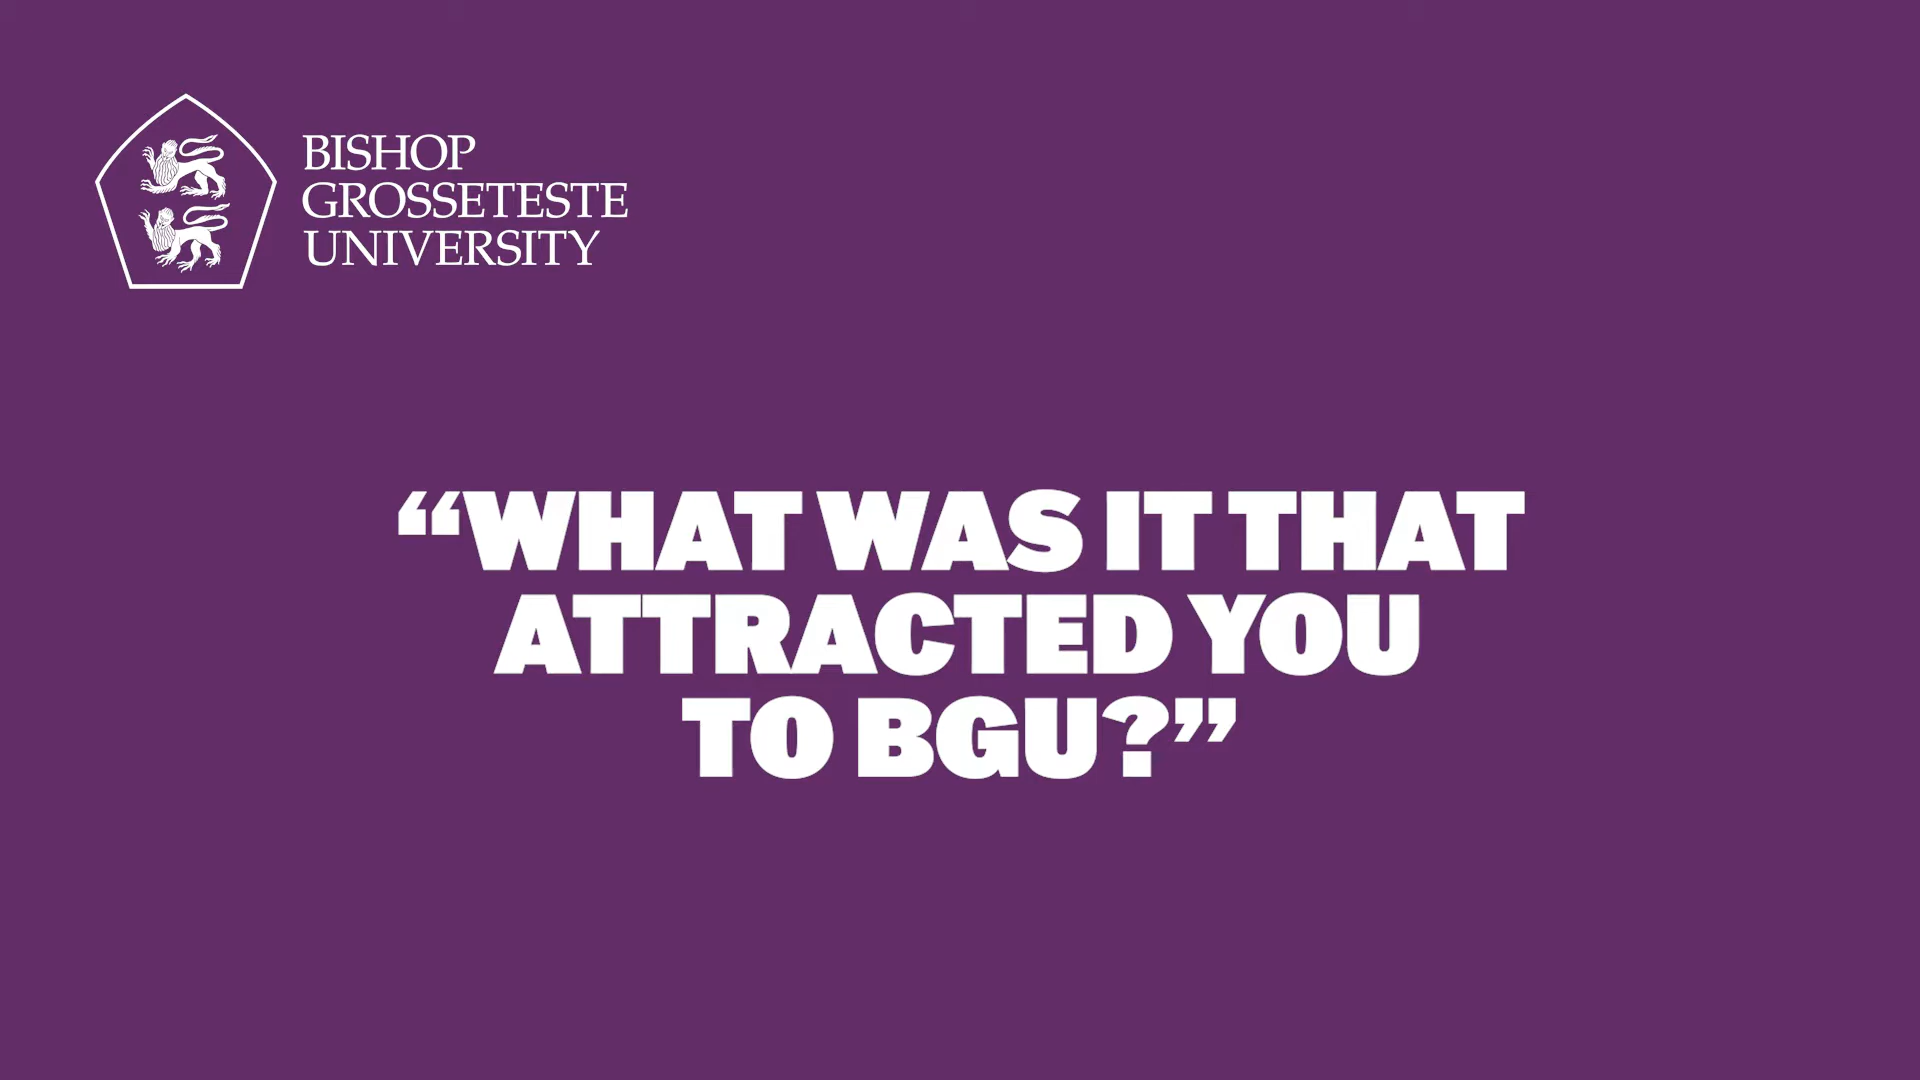 BISHOP
GROSSETESTE
UNIVERSITY
“WHAT WAS IT THAT
ATTRACTED YOU
TO BGU?”